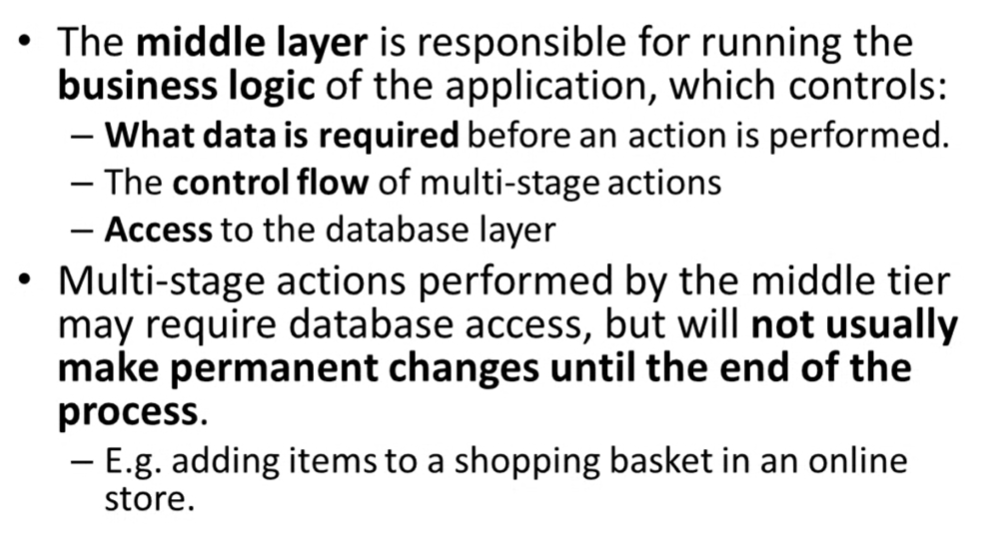 • The middle layer is responsible for running the
business logic of the application, which controls:
– What data is required before an action is performed.
– The control flow of multi-stage actions
– Access to the database layer
• Multi-stage actions performed by the middle tier
may require database access, but will not usually
make permanent changes until the end of the
process.
– E.g. adding items to a shopping basket in an online
store.